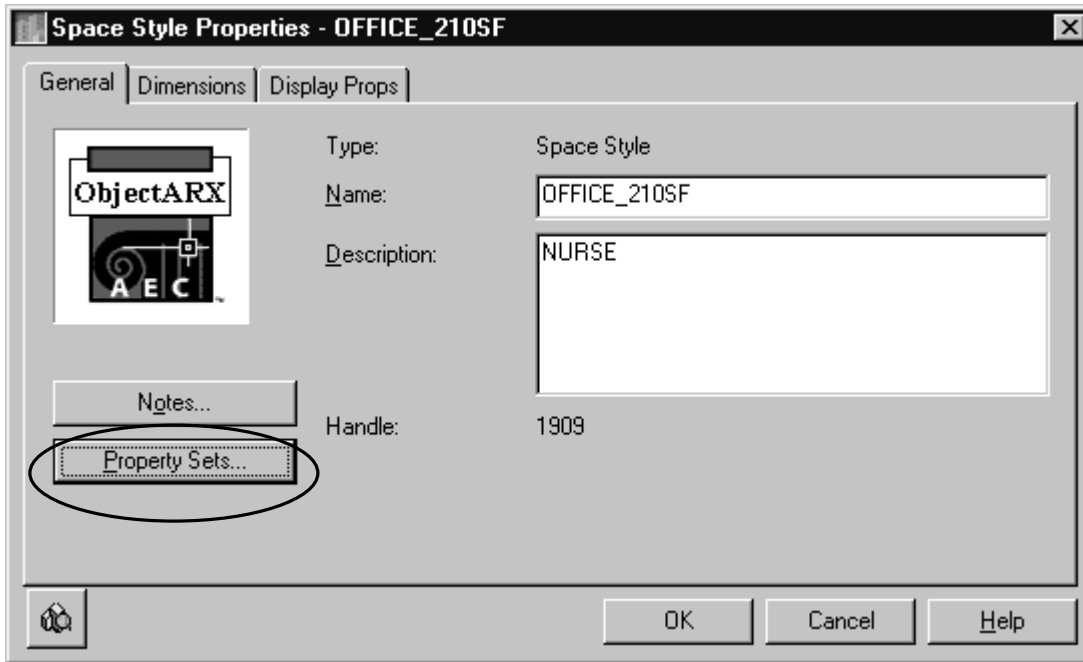 Space Style Properties - OFFICE_210SF
General Dimensions Display Props
ObjectARX
AEC™
Type: Space Style
Name: OFFICE_210SF
Description: NURSE
Notes...
Property Sets...
Handle: 1909
OK Cancel Help